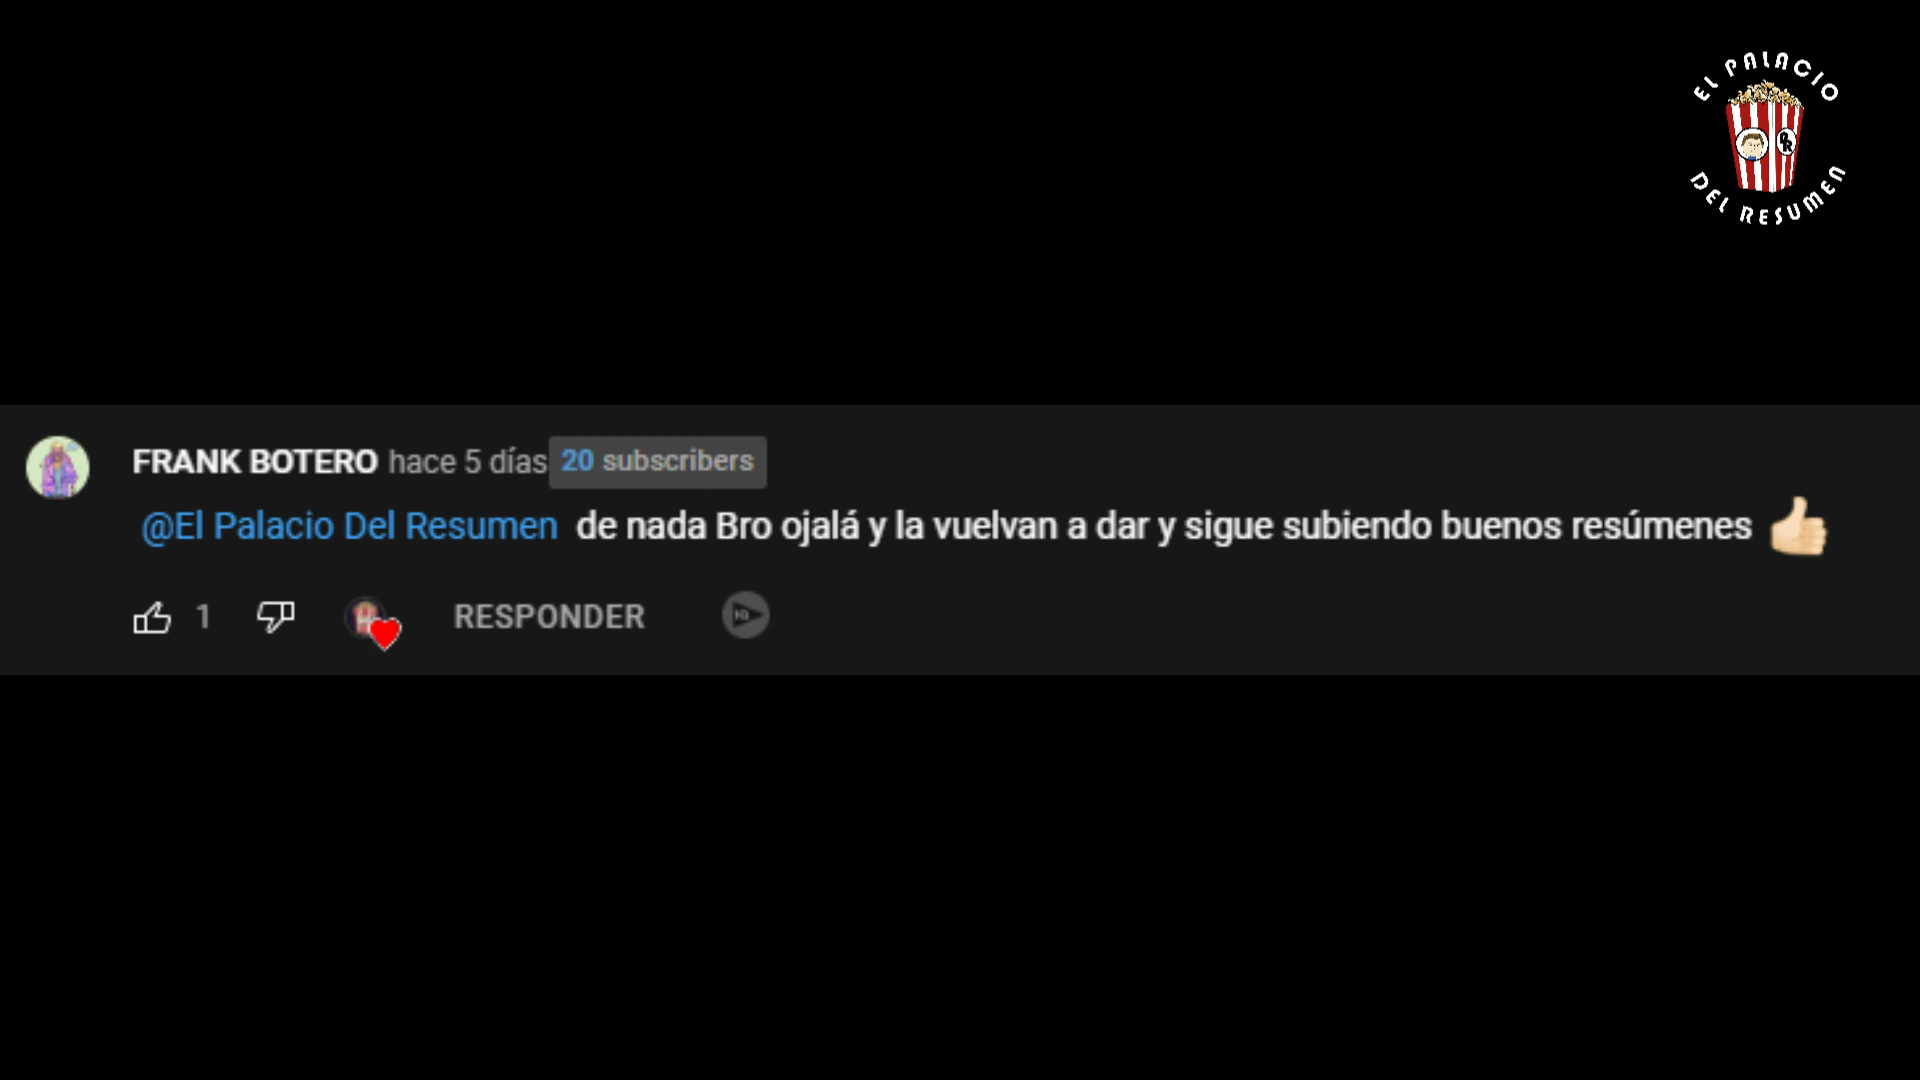 EL PALACIO
DEL RESUMEN
FRANK BOTERO hace 5 días 20 subscribers
@El Palacio Del Resumen de nada Bro ojalá y la vuelvan a dar y sigue subiendo buenos resúmenes 👍🏻
1 RESPONDER